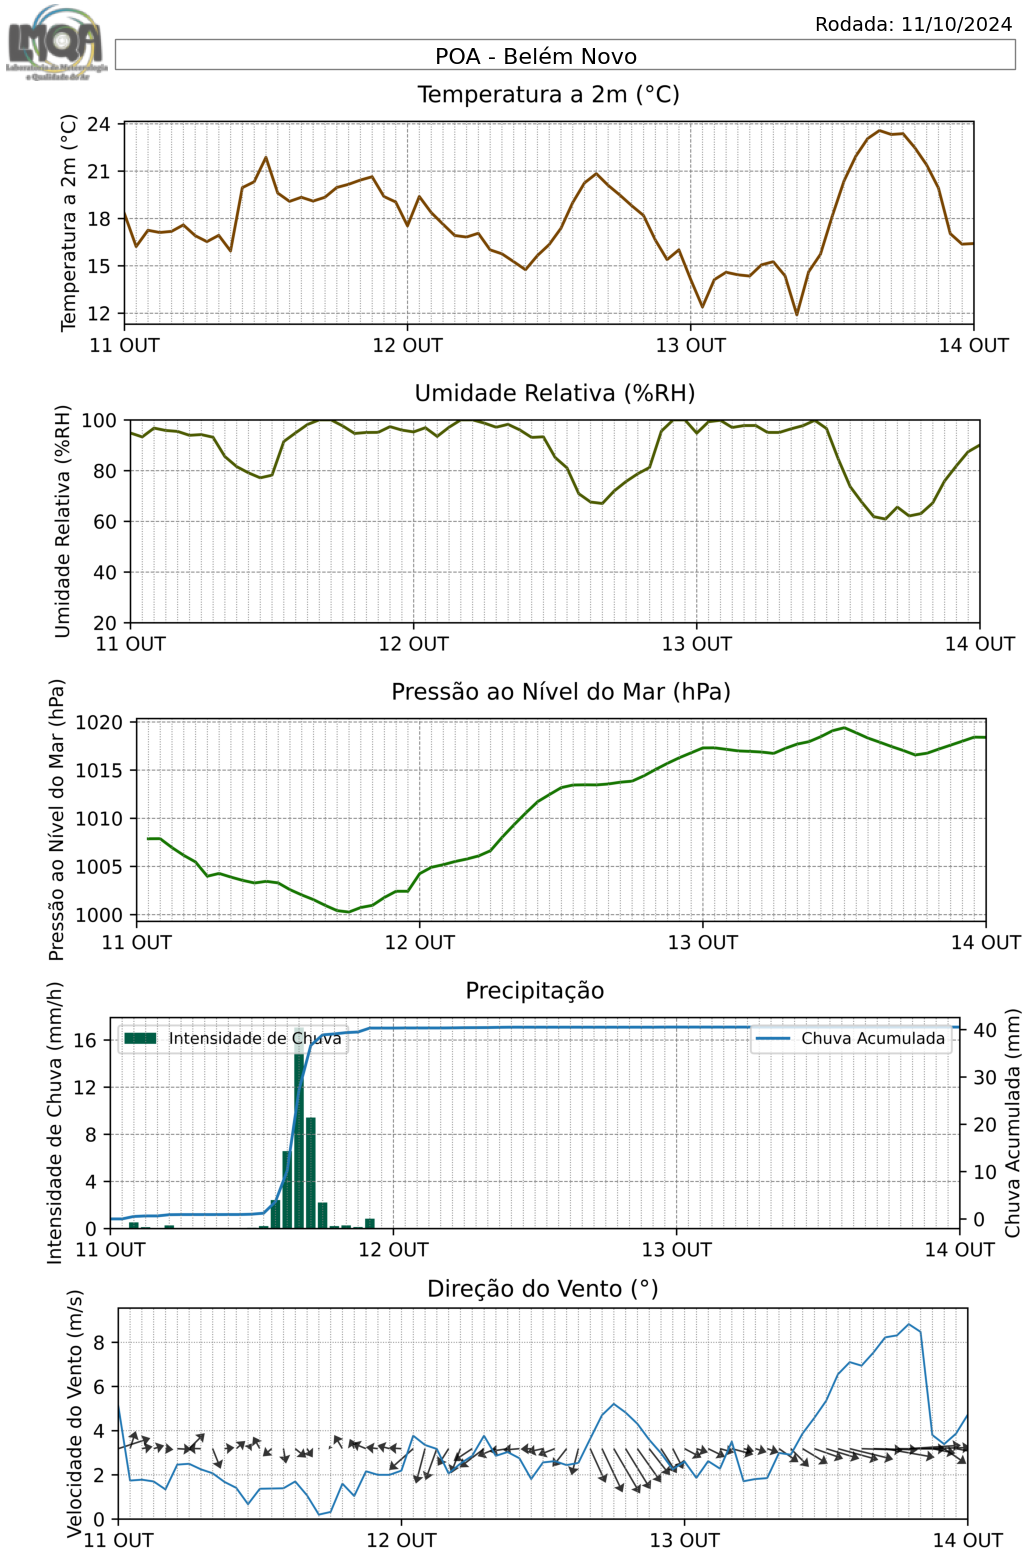 Rodada: 11/10/2024
LMQA
Laboratório de Meteorologia
e Qualidade do Ar
POA - Belém Novo
Temperatura a 2m (°C)
Temperatura a 2m (°C)
24
21
18
15
12
11 OUT 12 OUT 13 OUT 14 OUT
Umidade Relativa (%RH)
Umidade Relativa (%RH)
100
80
60
40
20
11 OUT 12 OUT 13 OUT 14 OUT
Pressão ao Nível do Mar (hPa)
Pressão ao Nível do Mar (hPa)
1020
1015
1010
1005
1000
11 OUT 12 OUT 13 OUT 14 OUT
Precipitação
Intensidade de Chuva (mm/h)
16
12
8
4
0
Intensidade de Chuva
Chuva Acumulada
40
30
20
10
0
Chuva Acumulada (mm)
11 OUT 12 OUT 13 OUT 14 OUT
Direção do Vento (°)
Velocidade do Vento (m/s)
8
6
4
2
0
11 OUT 12 OUT 13 OUT 14 OUT